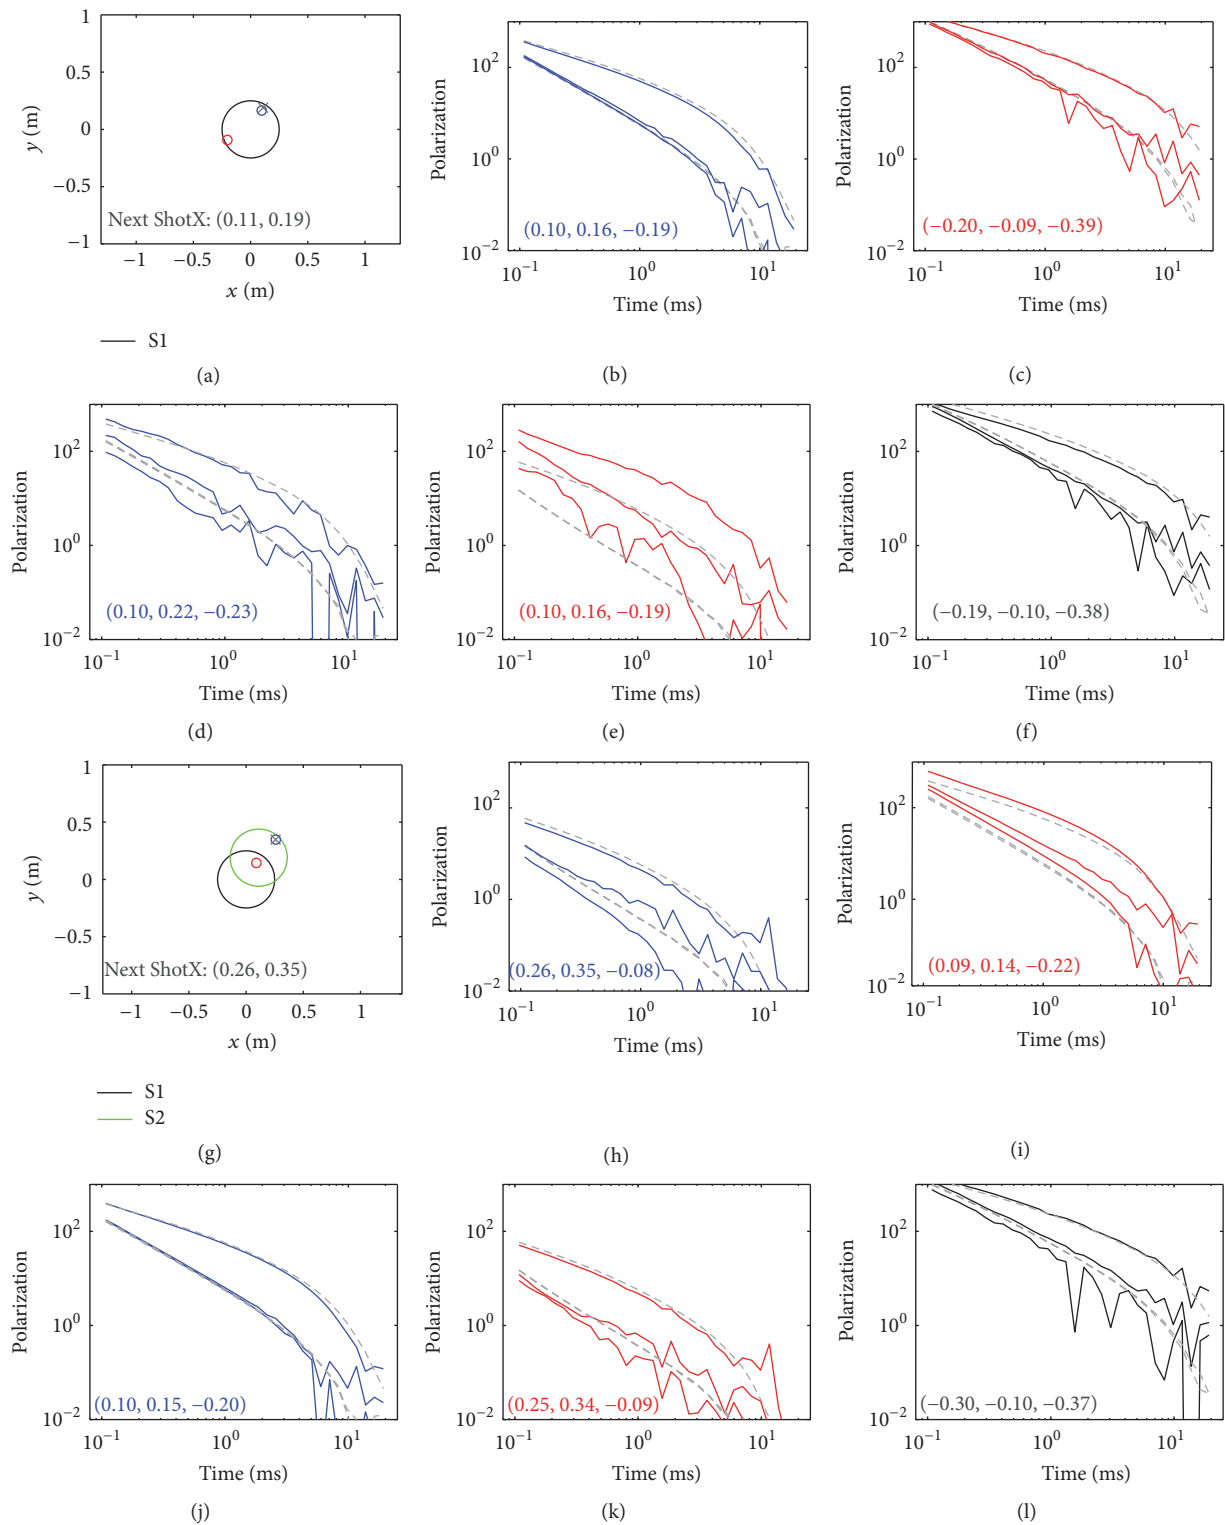 1
0.5
0
−0.5
−1
y (m)
Next ShotX: (0.11, 0.19)
−1 −0.5 0 0.5 1
x (m)
S1
(a)
Polarization
10^2
10^0
10^−2
(0.10, 0.16, −0.19)
10^−1 10^0 10^1
Time (ms)
(b)
Polarization
10^2
10^0
10^−2
(−0.20, −0.09, −0.39)
10^−1 10^0 10^1
Time (ms)
(c)
Polarization
10^2
10^0
10^−2
(0.10, 0.22, −0.23)
10^−1 10^0 10^1
Time (ms)
(d)
Polarization
10^2
10^0
10^−2
(0.10, 0.16, −0.19)
10^−1 10^0 10^1
Time (ms)
(e)
Polarization
10^2
10^0
10^−2
(−0.19, −0.10, −0.38)
10^−1 10^0 10^1
Time (ms)
(f)
1
0.5
0
−0.5
−1
y (m)
Next ShotX: (0.26, 0.35)
−1 −0.5 0 0.5 1
x (m)
S1
S2
(g)
Polarization
10^2
10^0
10^−2
(0.26, 0.35, −0.08)
10^−1 10^0 10^1
Time (ms)
(h)
Polarization
10^2
10^0
10^−2
(0.09, 0.14, −0.22)
10^−1 10^0 10^1
Time (ms)
(i)
Polarization
10^2
10^0
10^−2
(0.10, 0.15, −0.20)
10^−1 10^0 10^1
Time (ms)
(j)
Polarization
10^2
10^0
10^−2
(0.25, 0.34, −0.09)
10^−1 10^0 10^1
Time (ms)
(k)
Polarization
10^2
10^0
10^−2
(−0.30, −0.10, −0.37)
10^−1 10^0 10^1
Time (ms)
(l)